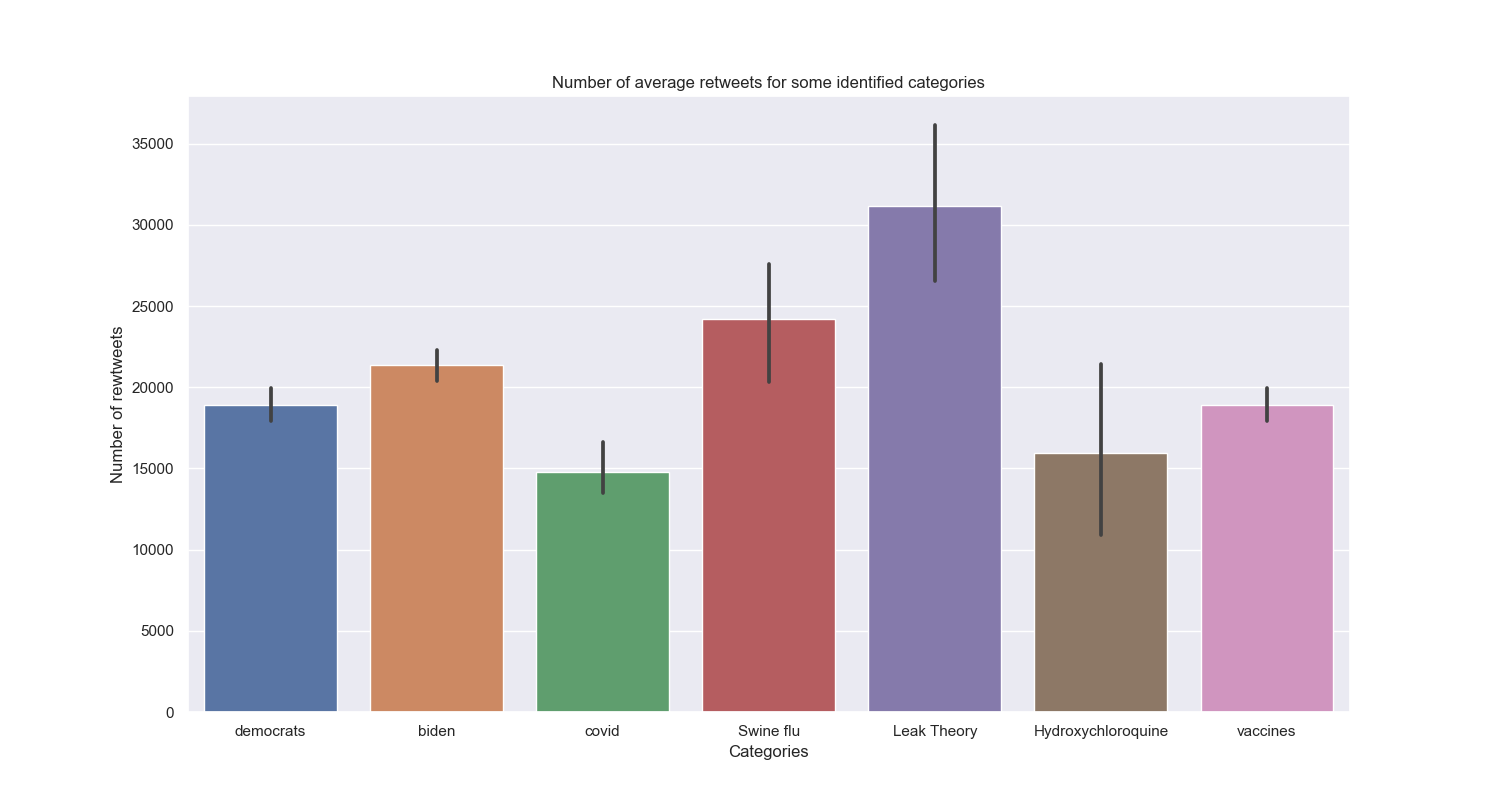 Number of average retweets for some identified categories
35000
30000
25000
20000
15000
10000
5000
0
Number of rewtweets
democrats biden covid Swine flu Leak Theory Hydroxychloroquine vaccines
Categories